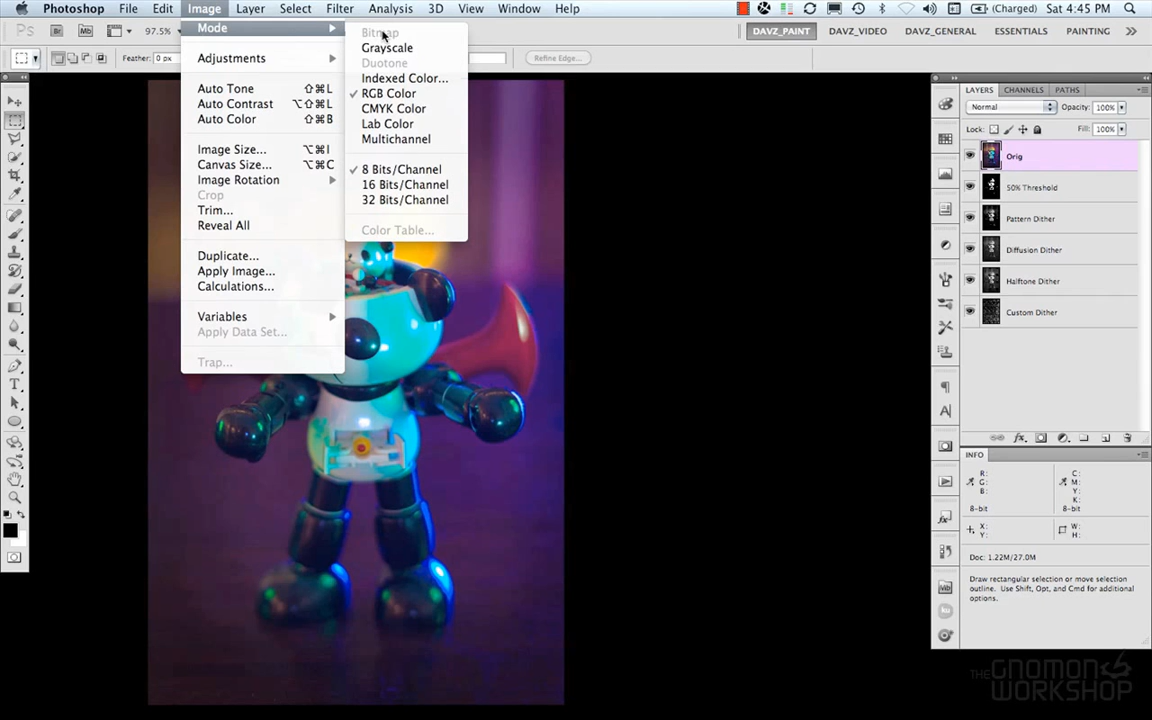 Photoshop File Edit Image Layer Select Filter Analysis 3D View Window Help (Charged) Sat 4:45 PM
Ps Br Mb 97.5% DAVZ_PAINT DAVZ_VIDEO DAVZ_GENERAL ESSENTIALS PAINTING >>
Feather: 0 px Refine Edge...
Mode
Adjustments
Auto Tone ⇧⌘L
Auto Contrast ⌥⇧⌘L
Auto Color ⇧⌘B
Image Size... ⌥⌘I
Canvas Size... ⌥⌘C
Image Rotation
Crop
Trim...
Reveal All
Duplicate...
Apply Image...
Calculations...
Variables
Apply Data Set...
Trap...
Grayscale
Duotone
Indexed Color...
RGB Color
CMYK Color
Lab Color
Multichannel
8 Bits/Channel
16 Bits/Channel
32 Bits/Channel
Color Table...
LAYERS CHANNELS PATHS
Normal Opacity: 100%
Lock: Fill: 100%
Orig
50% Threshold
Pattern Dither
Diffusion Dither
Halftone Dither
Custom Dither
INFO
R: C:
G: M:
B: Y:
K:
8-bit 8-bit
X: W:
Y: H:
Doc: 1.22M/27.0M
Draw rectangular selection or move selection
outline. Use Shift, Opt, and Cmd for additional
options.
THE GNOMON
WORKSHOP